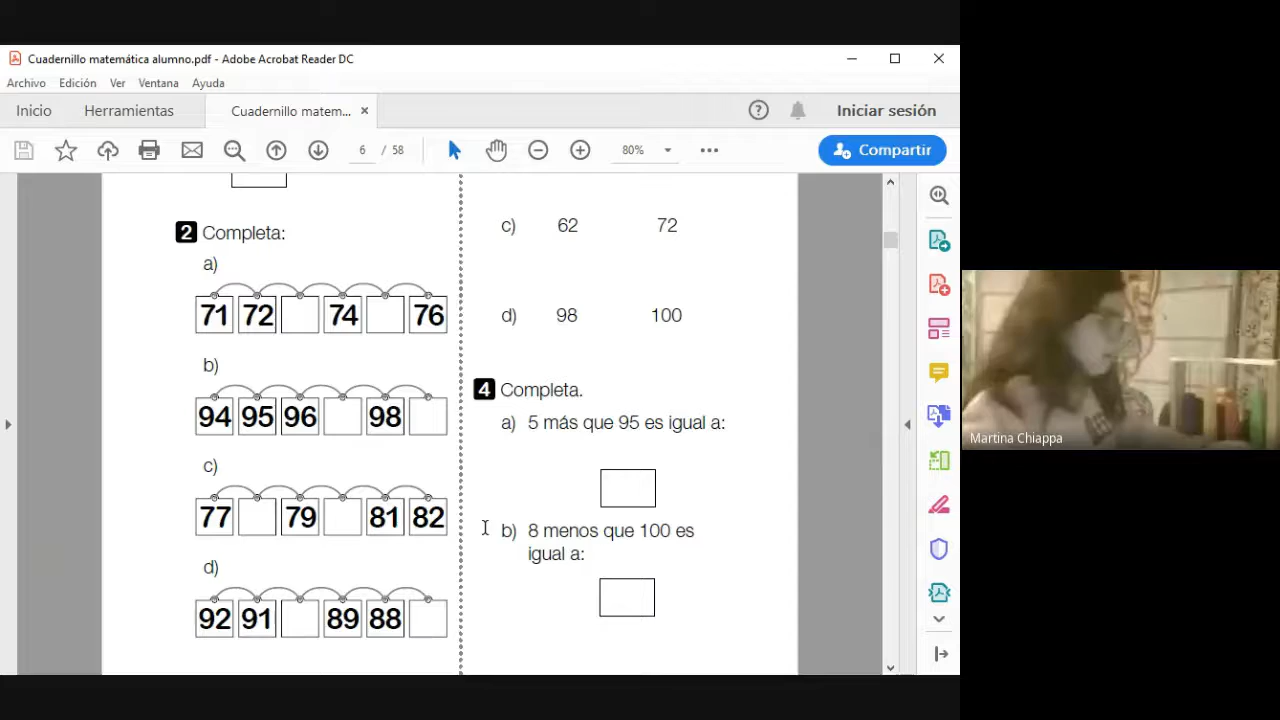 Cuadernillo matemática alumno.pdf - Adobe Acrobat Reader DC
Archivo Edición Ver Ventana Ayuda
Inicio Herramientas Cuadernillo matem... × Iniciar sesión
6 / 58 80% Compartir
2 Completa:
a)
71 72 74 76
b)
94 95 96 98
c)
77 79 81 82
d)
92 91 89 88
c) 62 72
d) 98 100
4 Completa.
a) 5 más que 95 es igual a:
b) 8 menos que 100 es
igual a:
Martina Chiappa